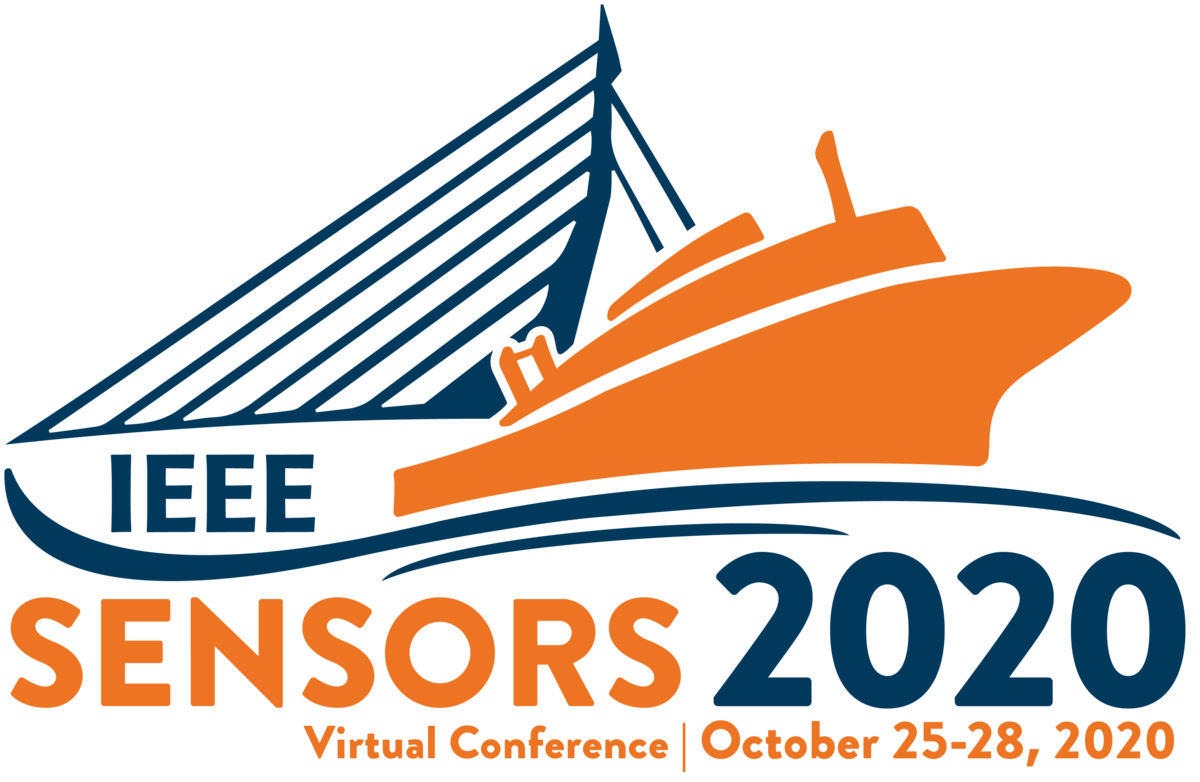 IEEE
SENSORS 2020
Virtual Conference | October 25-28, 2020